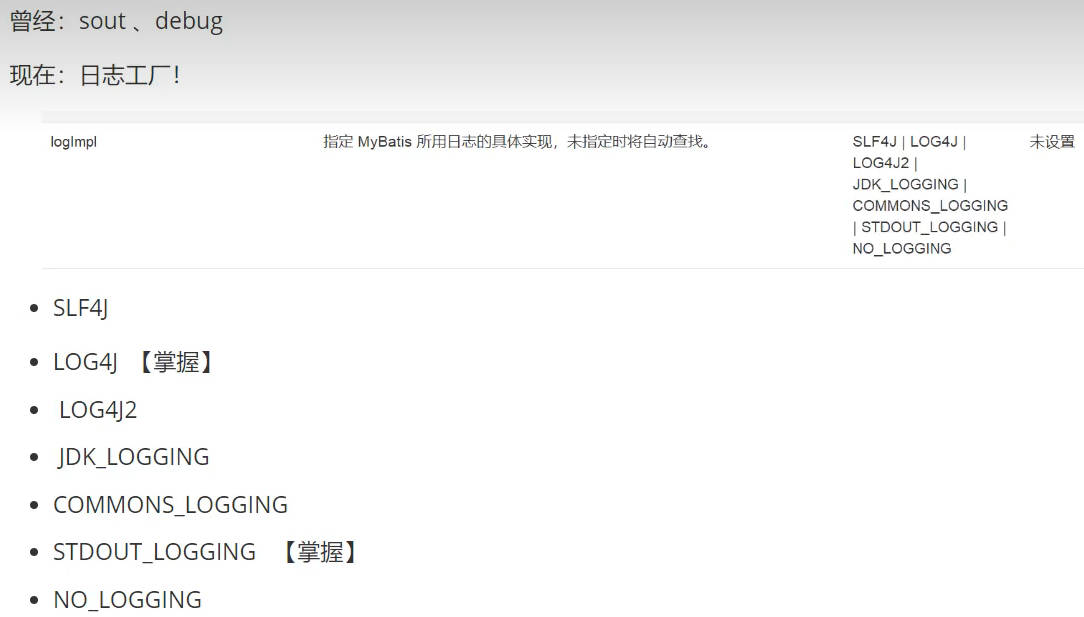 曾经：sout 、debug
现在：日志工厂！
logImpl 指定 MyBatis 所用日志的具体实现，未指定时将自动查找。 SLF4J | LOG4J | 未设置
LOG4J2 |
JDK_LOGGING |
COMMONS_LOGGING
| STDOUT_LOGGING |
NO_LOGGING
• SLF4J
• LOG4J 【掌握】
• LOG4J2
• JDK_LOGGING
• COMMONS_LOGGING
• STDOUT_LOGGING 【掌握】
• NO_LOGGING